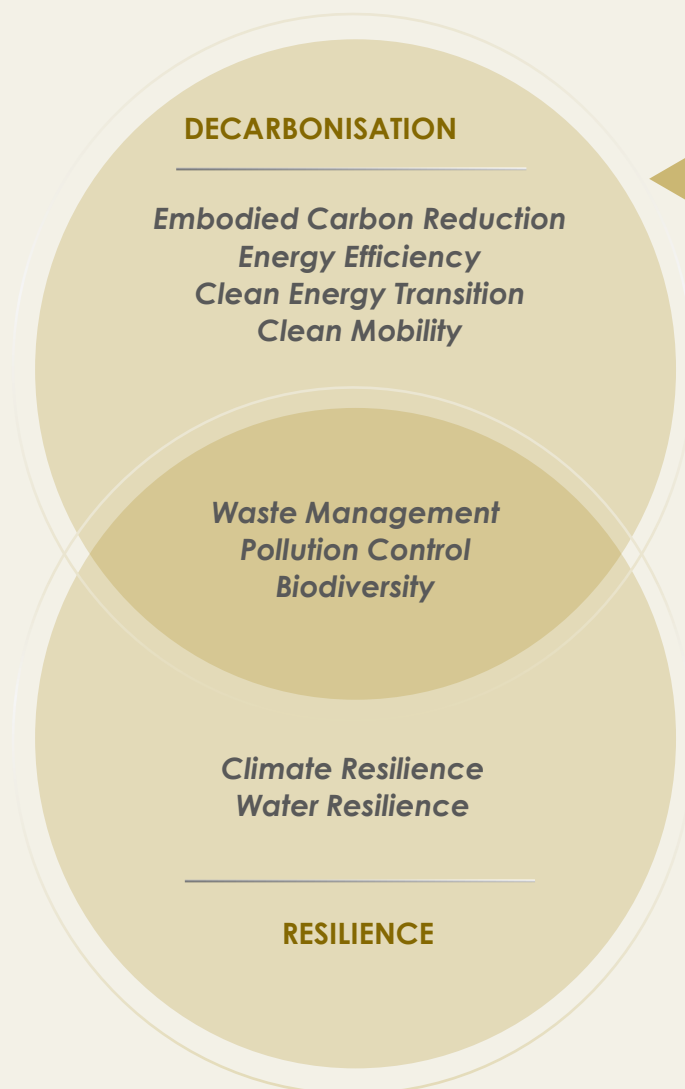 DECARBONISATION
Embodied Carbon Reduction
Energy Efficiency
Clean Energy Transition
Clean Mobility
Waste Management
Pollution Control
Biodiversity
Climate Resilience
Water Resilience
RESILIENCE